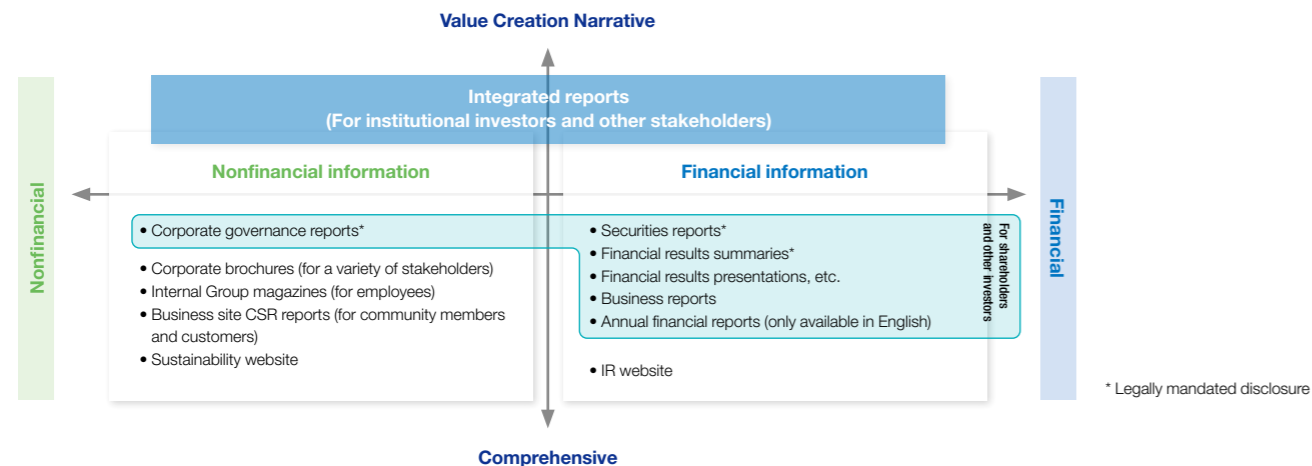 Value Creation Narrative
Integrated reports
(For institutional investors and other stakeholders)
Nonfinancial
Nonfinancial information
• Corporate governance reports*
• Corporate brochures (for a variety of stakeholders)
• Internal Group magazines (for employees)
• Business site CSR reports (for community members
and customers)
• Sustainability website
Financial information
• Securities reports*
• Financial results summaries*
• Financial results presentations, etc.
• Business reports
• Annual financial reports (only available in English)
For shareholders
and other investors
• IR website
Financial
* Legally mandated disclosure
Comprehensive